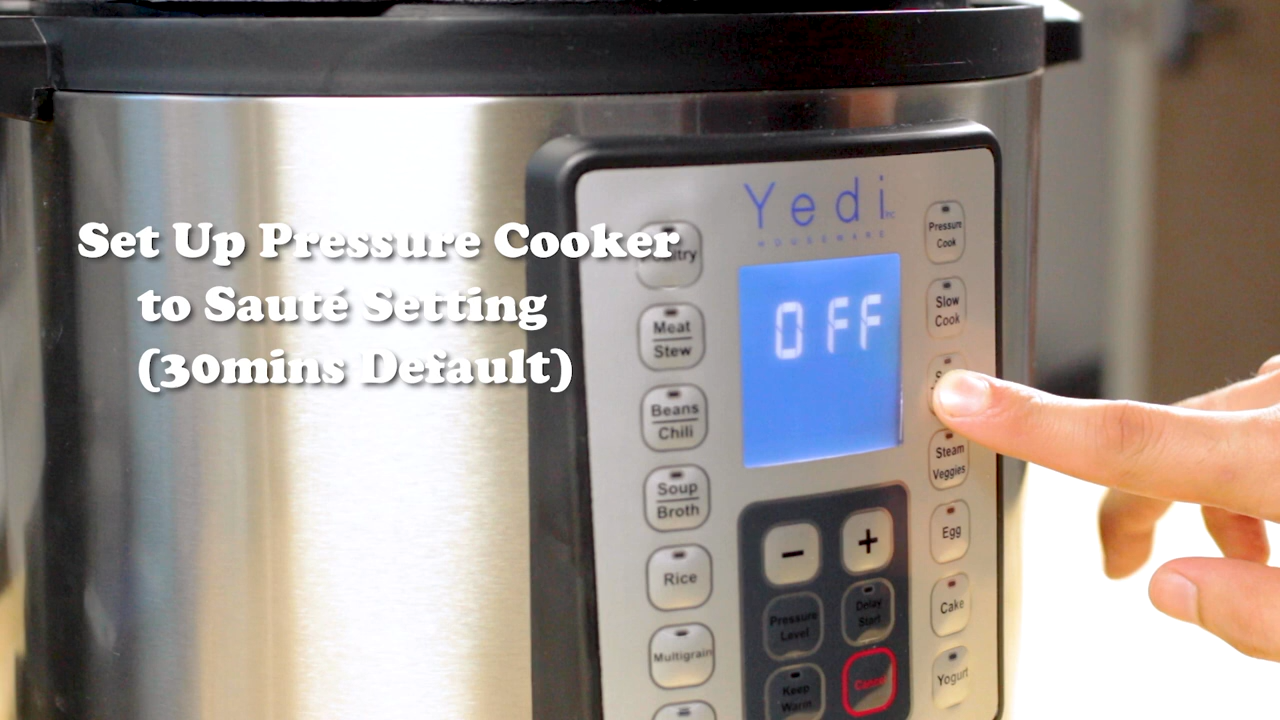 Set Up Pressure Cooker
to Sauté Setting
(30mins Default)
Yedi
HOUSEWARE
OFF
Meat
Stew
Beans
Chili
Soup
Broth
Rice
Multigrain
Pressure
Cook
Slow
Cook
Steam
Veggies
Egg
Cake
Yogurt
-
+
Pressure
Level
Delay
Start
Keep
Warm
Cancel